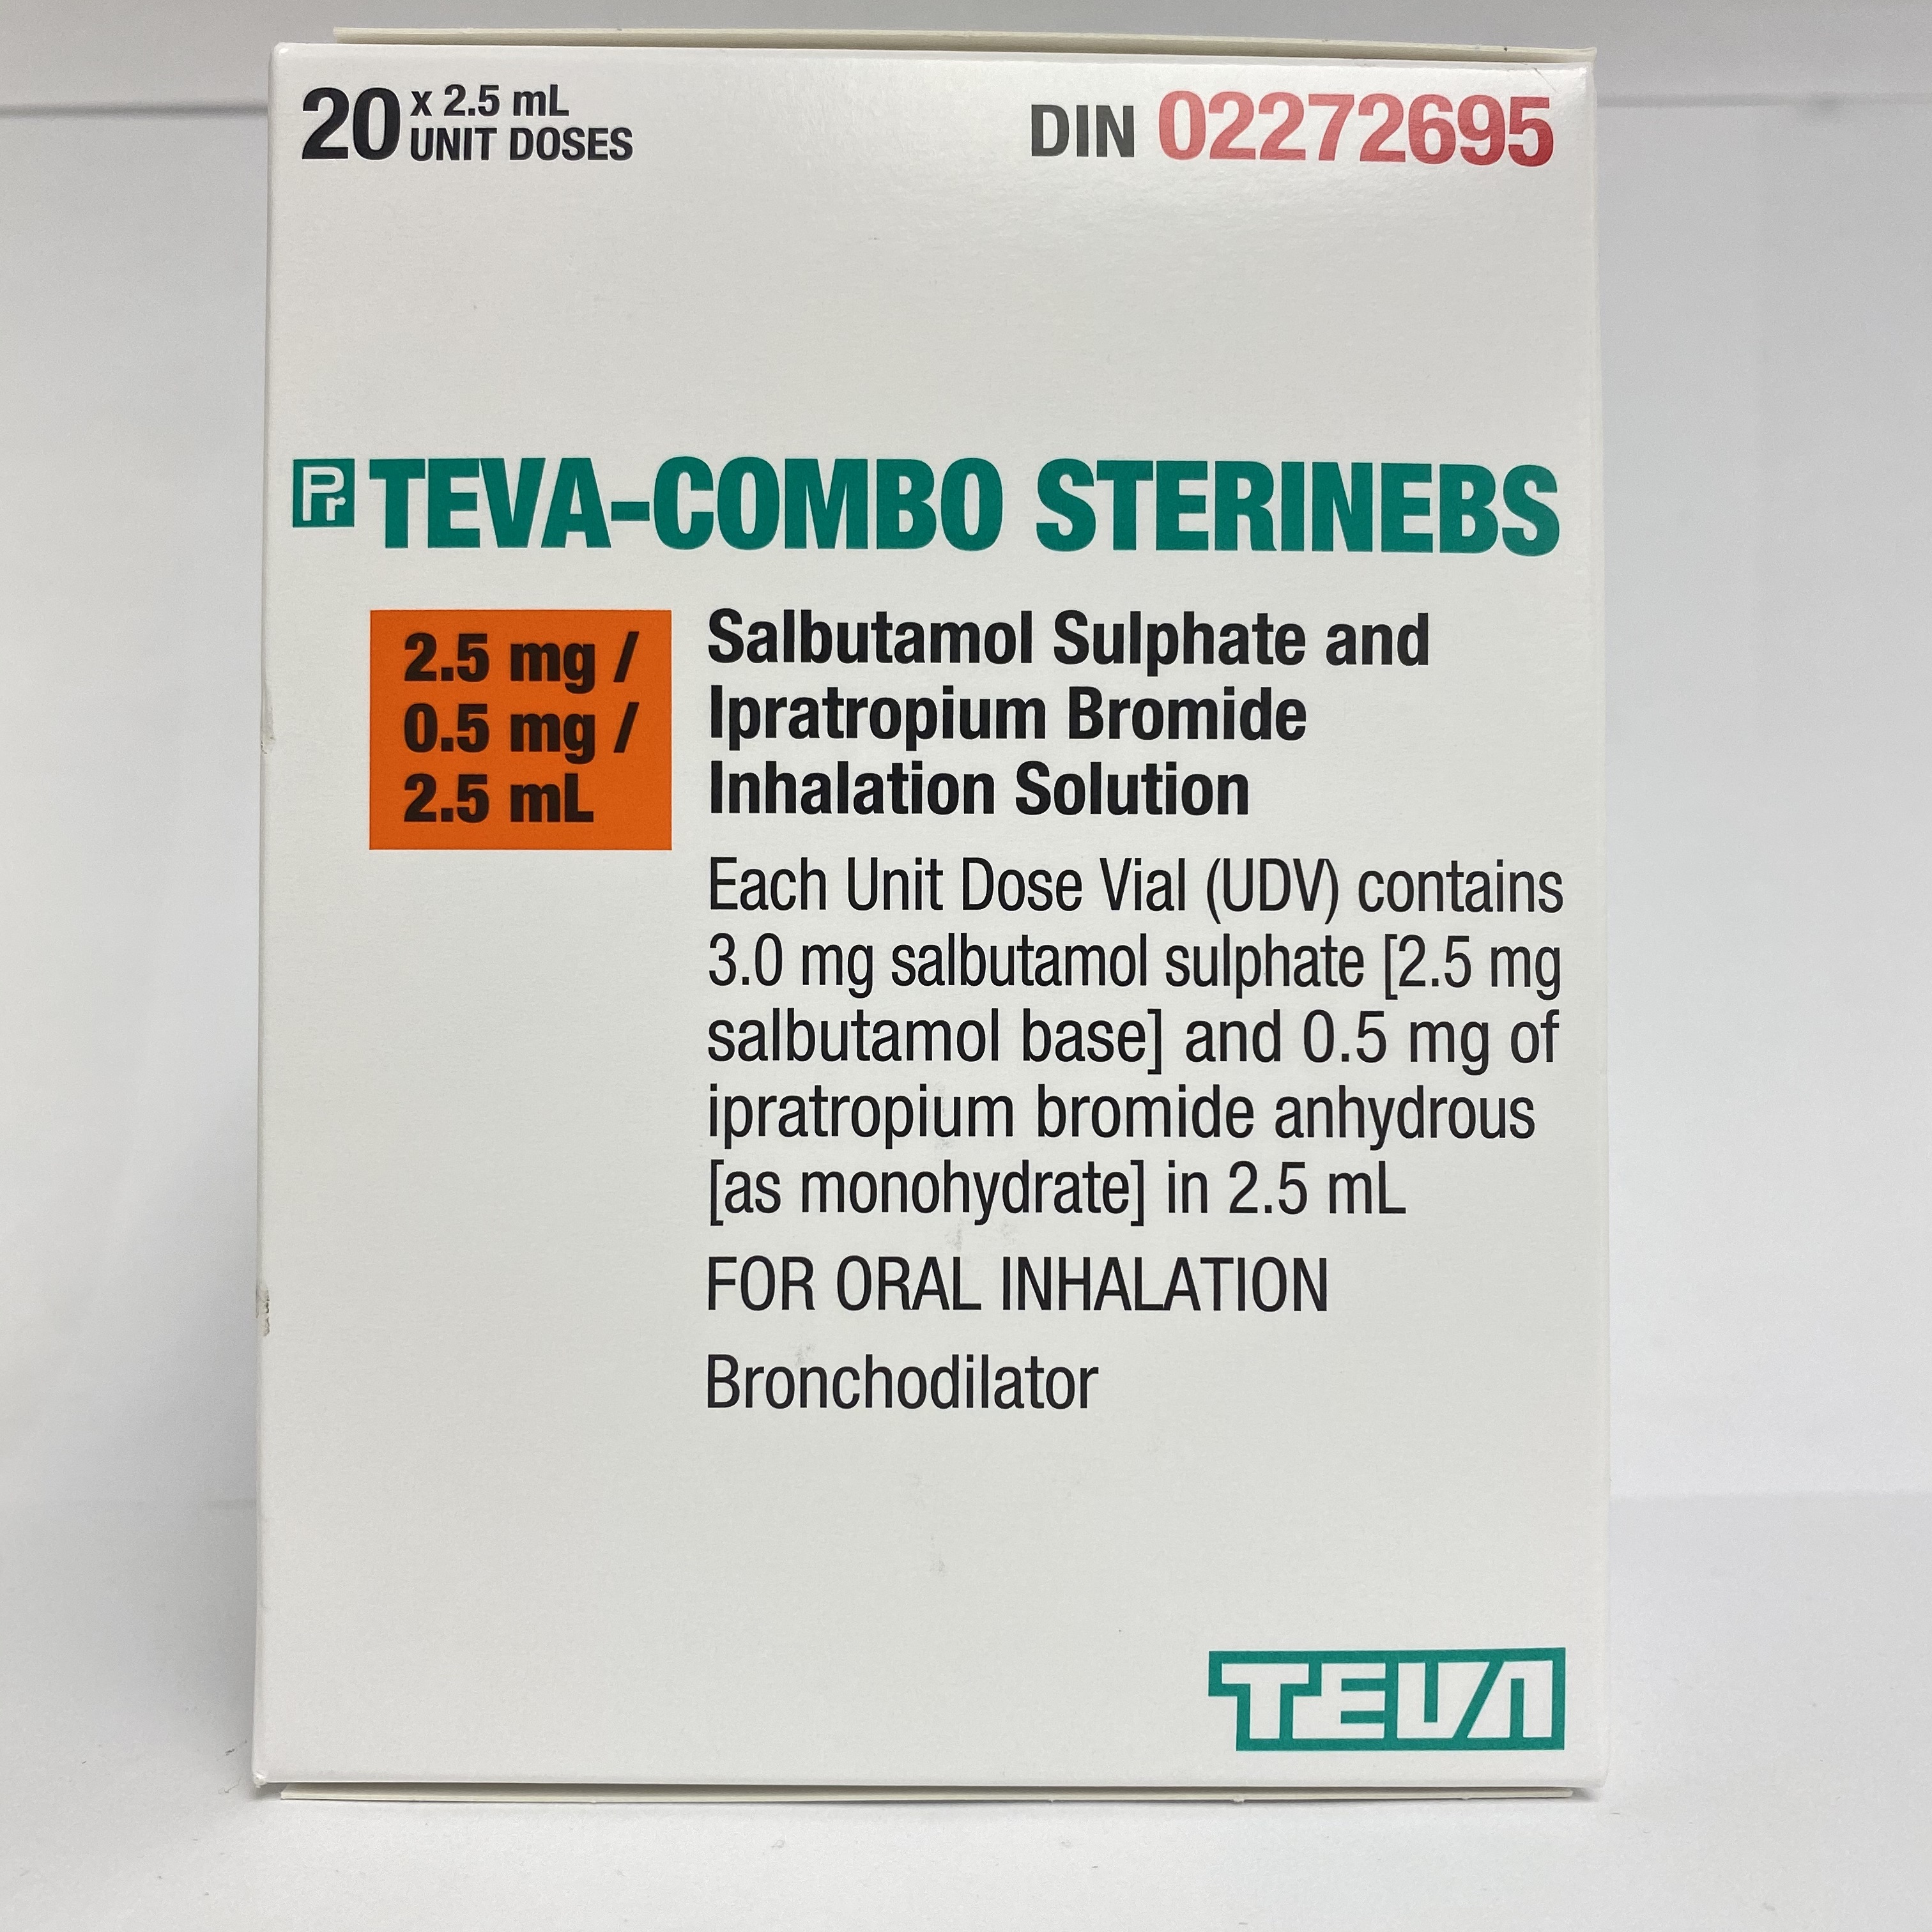 20 x 2.5 mL
UNIT DOSES
DIN 02272695
Pr TEVA-COMBO STERINEBS
2.5 mg /
0.5 mg /
2.5 mL
Salbutamol Sulphate and
Ipratropium Bromide
Inhalation Solution
Each Unit Dose Vial (UDV) contains
3.0 mg salbutamol sulphate [2.5 mg
salbutamol base] and 0.5 mg of
ipratropium bromide anhydrous
[as monohydrate] in 2.5 mL
FOR ORAL INHALATION
Bronchodilator
TEVA